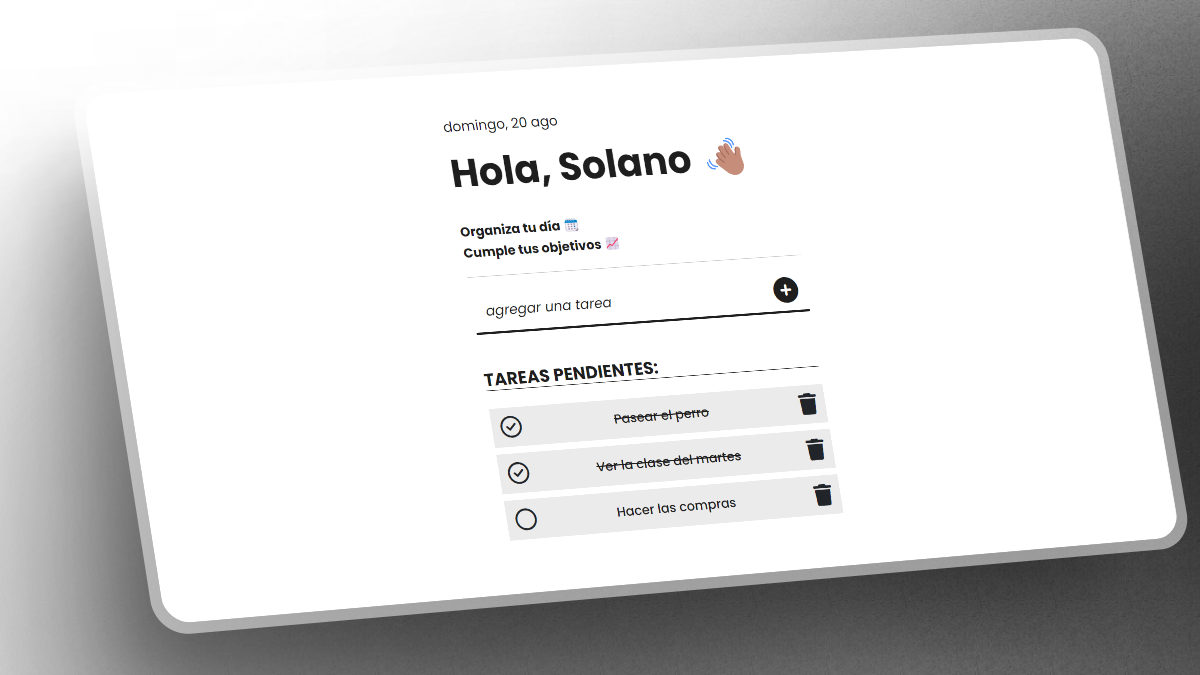 domingo, 20 ago
Hola, Solano 👋🏽
Organiza tu día 📅
Cumple tus objetivos 📈
agregar una tarea
TAREAS PENDIENTES:
Pasear el perro
Ver la clase del martes
Hacer las compras